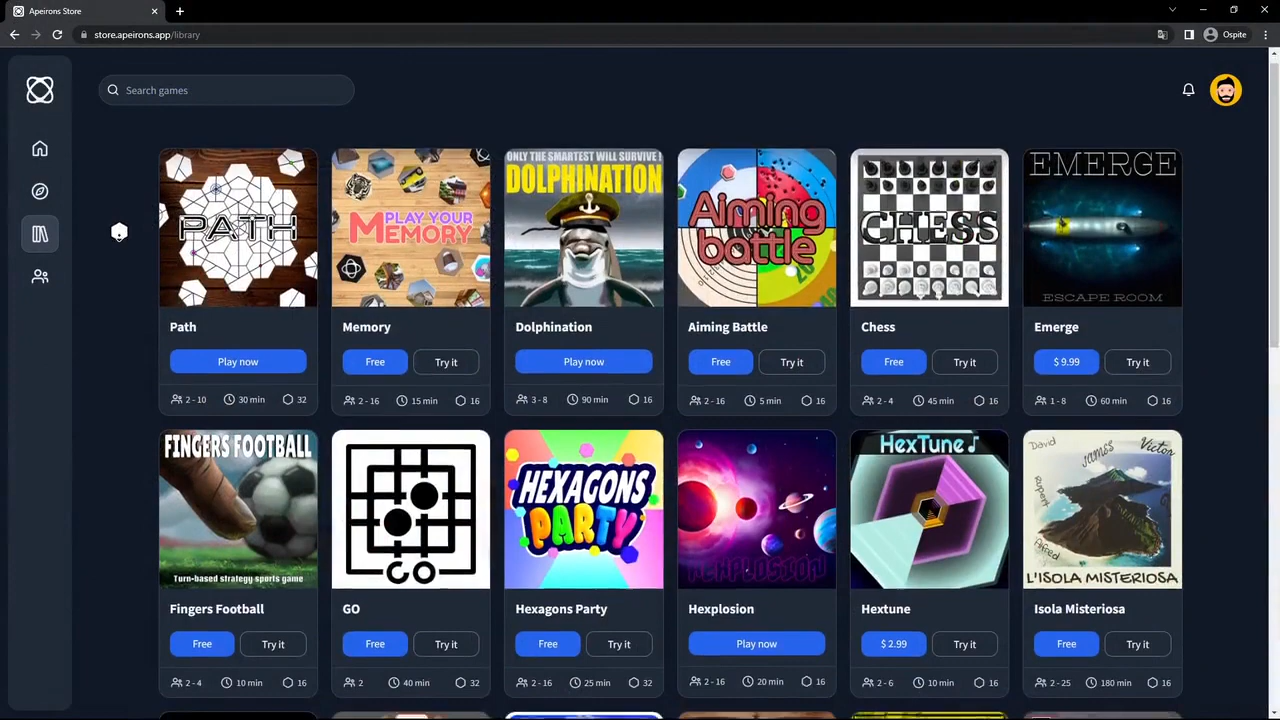 Apeirons Store
store.apeirons.app/library
Ospite
Search games
PATH
PLAY YOUR
MEMORY
ONLY THE SMARTEST WILL SURVIVE !
DOLPHINATION
Aiming
battle
CHESS
EMERGE
ESCAPE ROOM
Path
Memory
Dolphination
Aiming Battle
Chess
Emerge
Play now
Free
Try it
Play now
Free
Try it
Free
Try it
$ 9.99
Try it
2 - 10
30 min
32
2 - 16
15 min
16
3 - 8
90 min
16
2 - 16
5 min
16
2 - 4
45 min
16
1 - 8
60 min
16
FINGERS FOOTBALL
Turn-based strategy sports game
GO
HEXAGONS
PARTY
HEXPLOSION
HexTune
David
James
Victor
Rupert
Alfred
L'ISOLA MISTERIOSA
Fingers Football
GO
Hexagons Party
Hexplosion
Hextune
Isola Misteriosa
Free
Try it
Free
Try it
Free
Try it
Play now
$ 2.99
Try it
Free
Try it
2 - 4
10 min
16
2
40 min
32
2 - 16
25 min
32
2 - 16
20 min
16
2 - 6
10 min
16
2 - 25
180 min
16